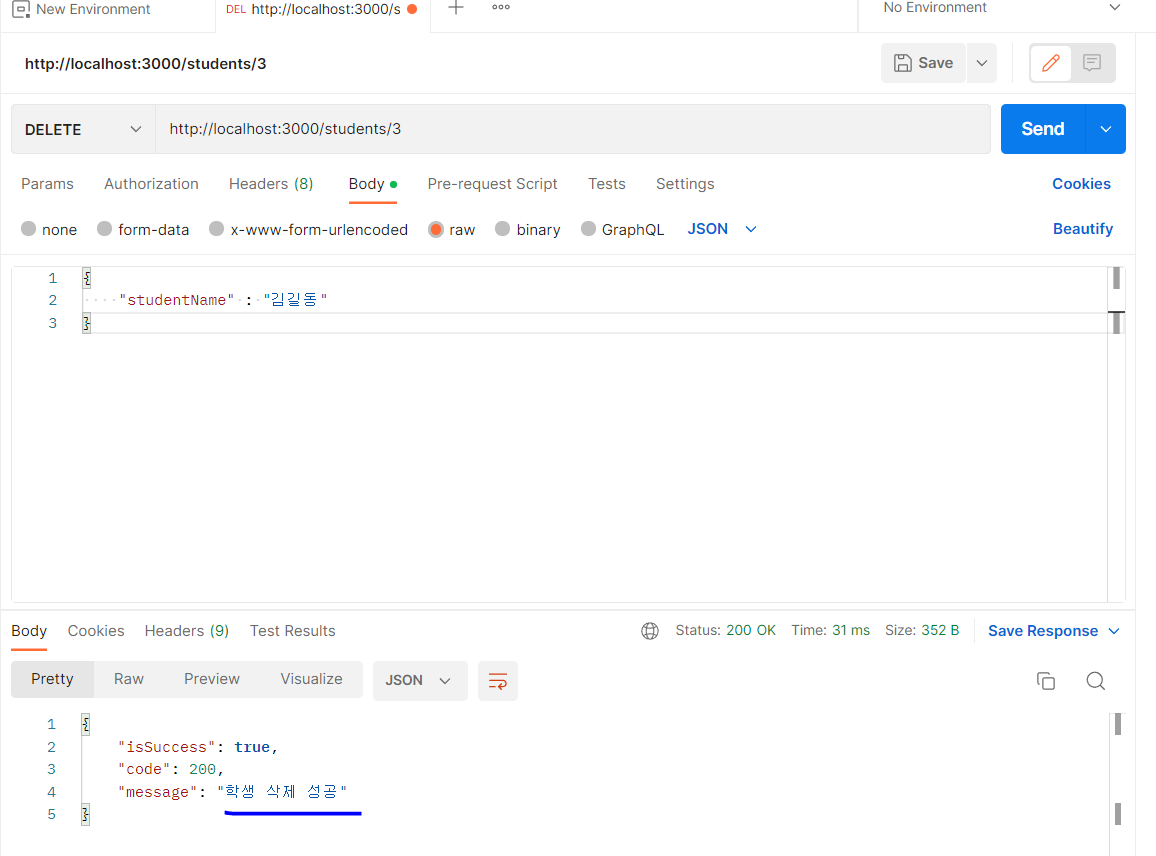 New Environment DEL http://localhost:3000/s No Environment
http://localhost:3000/students/3 Save
DELETE http://localhost:3000/students/3 Send
Params Authorization Headers (8) Body Pre-request Script Tests Settings Cookies
none form-data x-www-form-urlencoded raw binary GraphQL JSON Beautify
1 {
2 "studentName" : "김길동"
3 }
Body Cookies Headers (9) Test Results Status: 200 OK Time: 31 ms Size: 352 B Save Response
Pretty Raw Preview Visualize JSON
1 {
2 "isSuccess": true,
3 "code": 200,
4 "message": "학생 삭제 성공"
5 }